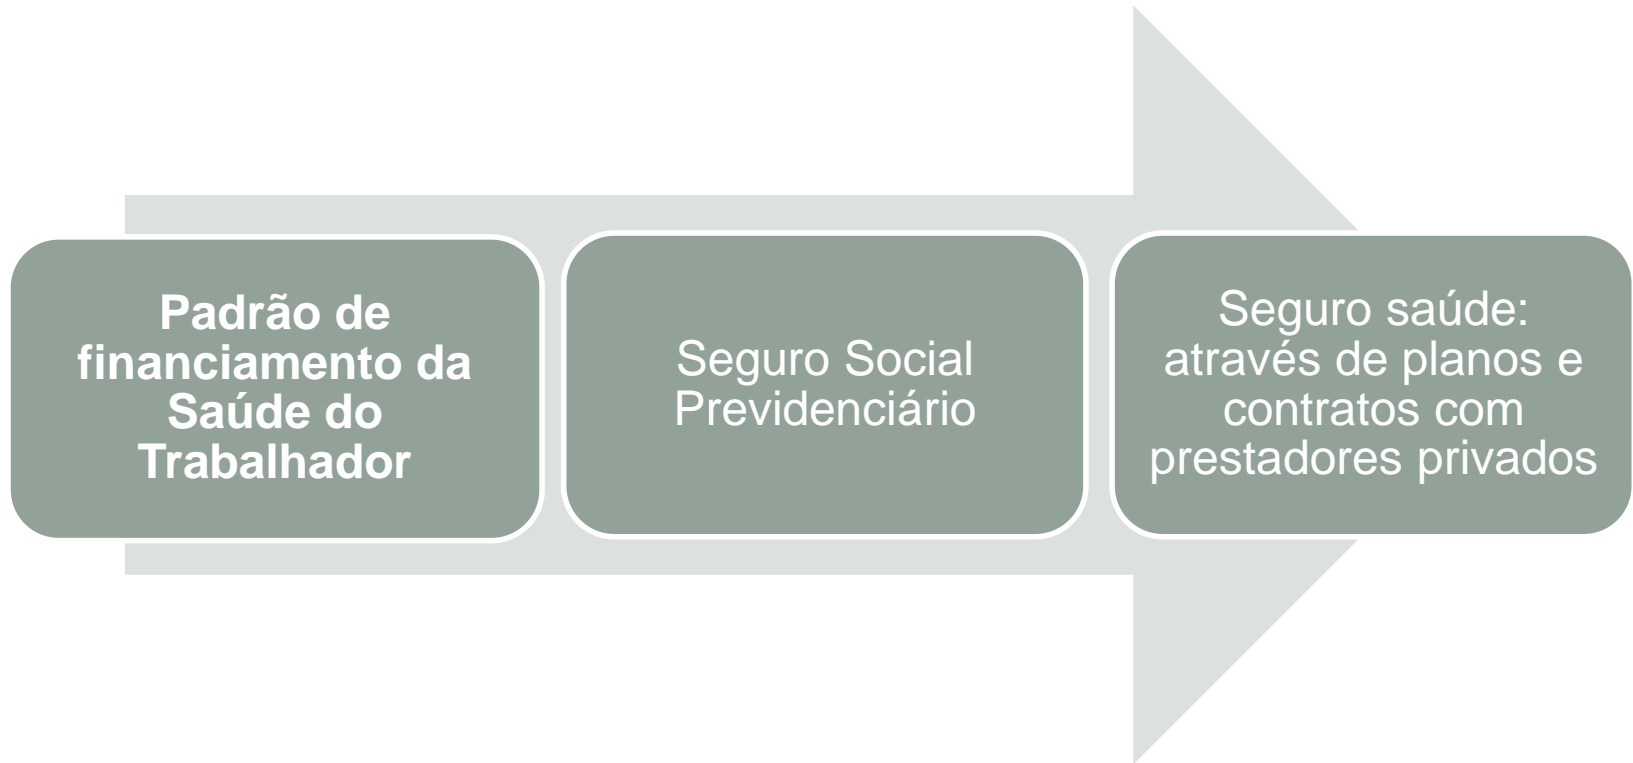 Padrão de
financiamento da
Saúde do
Trabalhador
Seguro Social
Previdenciário
Seguro saúde:
através de planos e
contratos com
prestadores privados